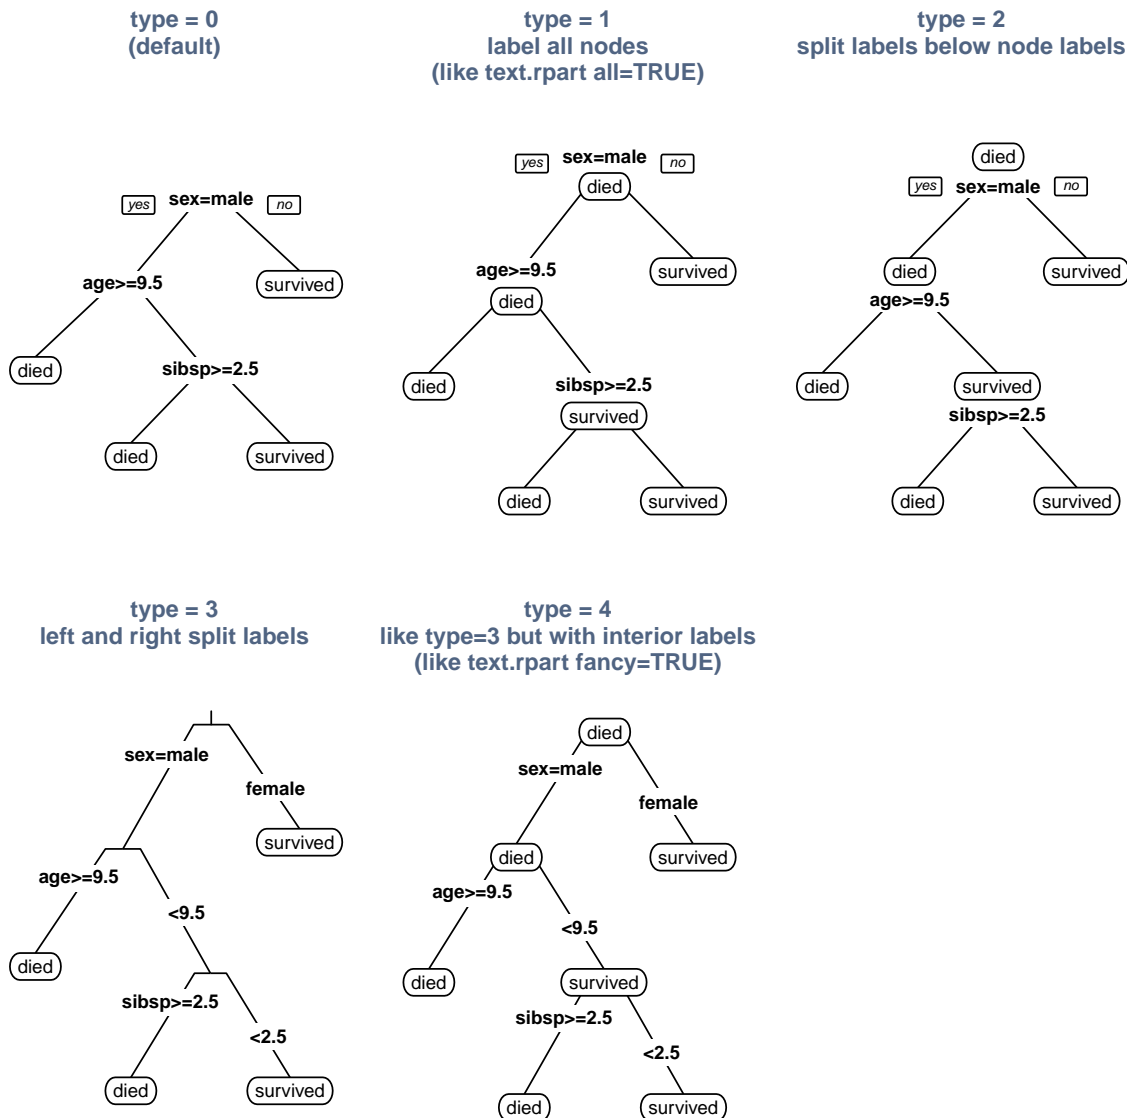 type = 0
(default)
yes sex=male no
age>=9.5 survived
died sibsp>=2.5
died survived
type = 1
label all nodes
(like text.rpart all=TRUE)
yes sex=male no
died
age>=9.5 survived
died
died sibsp>=2.5
survived
died survived
type = 2
split labels below node labels
died
yes sex=male no
died survived
age>=9.5
died survived
sibsp>=2.5
died survived
type = 3
left and right split labels
sex=male
female
survived
age>=9.5
<9.5
died
sibsp>=2.5
<2.5
died survived
type = 4
like type=3 but with interior labels
(like text.rpart fancy=TRUE)
died
sex=male
female
died survived
age>=9.5
<9.5
died survived
sibsp>=2.5
<2.5
died survived